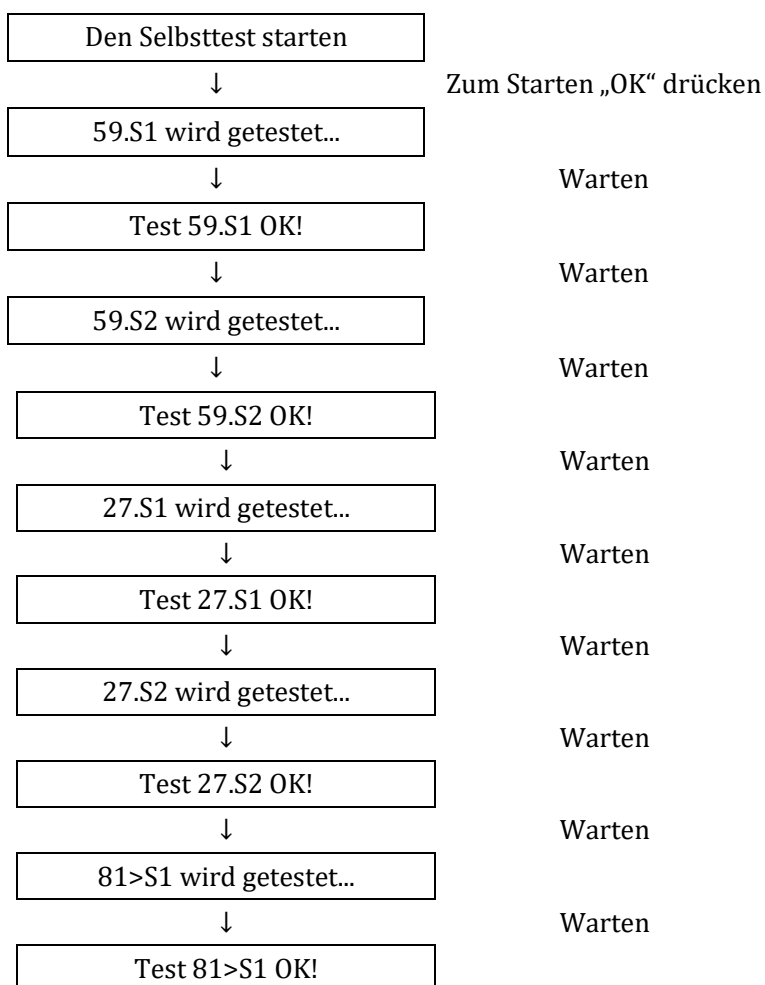 Den Selbsttest starten
↓ Zum Starten „OK“ drücken
59.S1 wird getestet...
↓ Warten
Test 59.S1 OK!
↓ Warten
59.S2 wird getestet...
↓ Warten
Test 59.S2 OK!
↓ Warten
27.S1 wird getestet...
↓ Warten
Test 27.S1 OK!
↓ Warten
27.S2 wird getestet...
↓ Warten
Test 27.S2 OK!
↓ Warten
81>S1 wird getestet...
↓ Warten
Test 81>S1 OK!